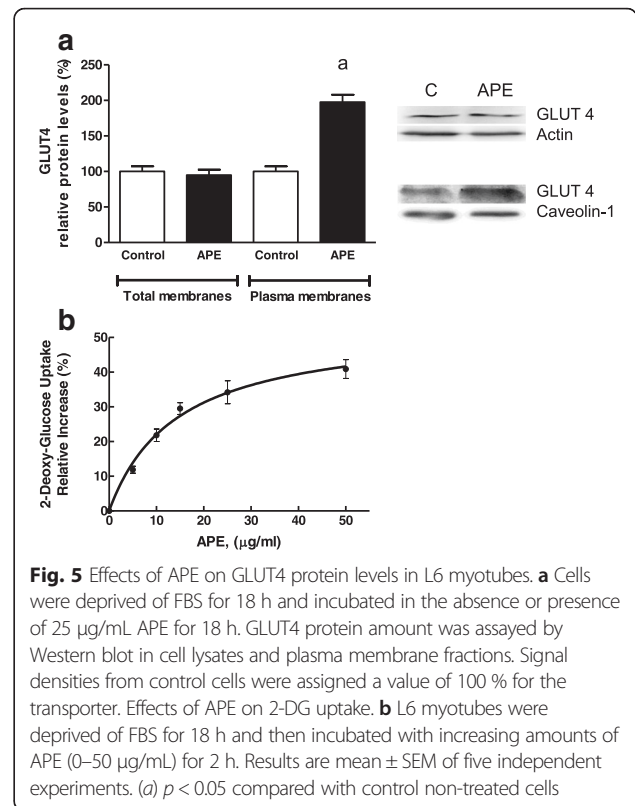 a
a
GLUT4
relative protein levels (%)
250
200
150
100
50
0
Control
APE
Control
APE
Total membranes
Plasma membranes
C
APE
GLUT 4
Actin
GLUT 4
Caveolin-1
b
2-Deoxy-Glucose Uptake
Relative Increase (%)
50
40
30
20
10
0
0
10
20
30
40
50
APE, (µg/ml)
Fig. 5 Effects of APE on GLUT4 protein levels in L6 myotubes. a Cells
were deprived of FBS for 18 h and incubated in the absence or presence
of 25 µg/mL APE for 18 h. GLUT4 protein amount was assayed by
Western blot in cell lysates and plasma membrane fractions. Signal
densities from control cells were assigned a value of 100 % for the
transporter. Effects of APE on 2-DG uptake. b L6 myotubes were
deprived of FBS for 18 h and then incubated with increasing amounts of
APE (0–50 µg/mL) for 2 h. Results are mean ± SEM of five independent
experiments. (a) p < 0.05 compared with control non-treated cells